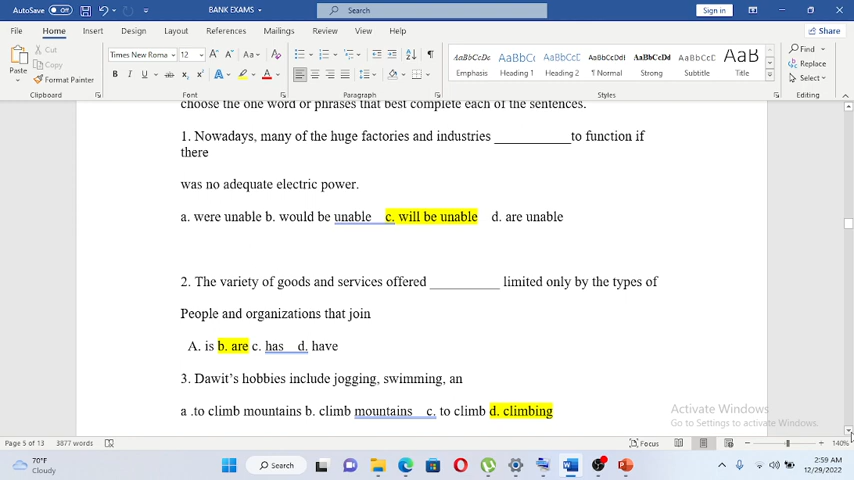 AutoSave Off BANK EXAMS Search Sign in
File Home Insert Design Layout References Mailings Review View Help Share
Cut Times New Roma 12 Find
Copy Replace
Paste Format Painter Emphasis Heading 1 Heading 2 ¶ Normal Strong Subtitle Title Select
Clipboard Font Paragraph Styles Editing
choose the one word or phrases that best complete each of the sentences.
1. Nowadays, many of the huge factories and industries ___________to function if
there
was no adequate electric power.
a. were unable b. would be unable c. will be unable d. are unable
2. The variety of goods and services offered __________ limited only by the types of
People and organizations that join
A. is b. are c. has d. have
3. Dawit's hobbies include jogging, swimming, an
a .to climb mountains b. climb mountains c. to climb d. climbing
Activate Windows
Go to Settings to activate Windows.
Page 5 of 13 3877 words Focus 140%
70°F
Cloudy
Search
2:59 AM
12/29/2022